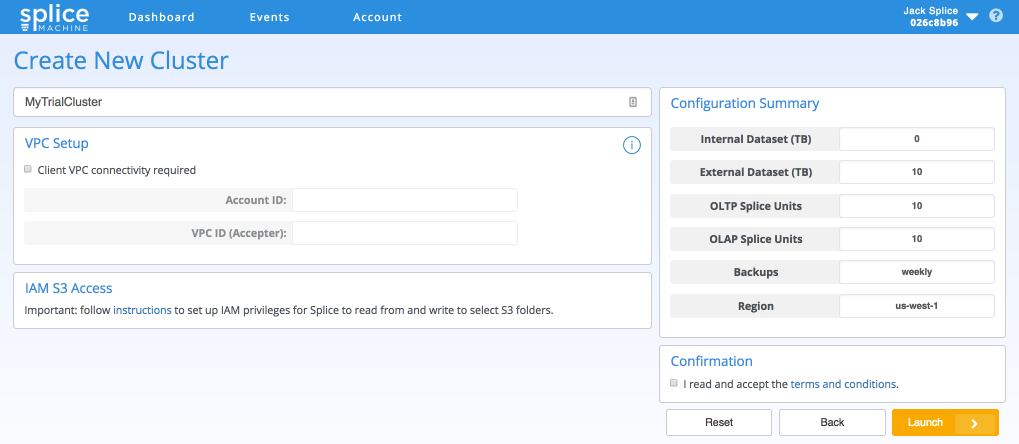 splice
MACHINE
Dashboard
Events
Account
Jack Splice
026c8b96
?
Create New Cluster
MyTrialCluster
VPC Setup
i
Client VPC connectivity required
Account ID:
VPC ID (Accepter):
IAM S3 Access
Important: follow instructions to set up IAM privileges for Splice to read from and write to select S3 folders.
Configuration Summary
Internal Dataset (TB) 0
External Dataset (TB) 10
OLTP Splice Units 10
OLAP Splice Units 10
Backups weekly
Region us-west-1
Confirmation
I read and accept the terms and conditions.
Reset
Back
Launch